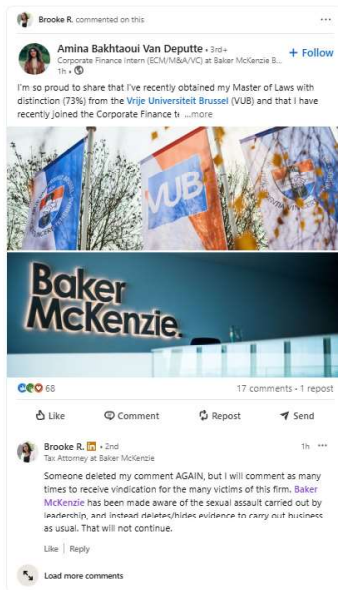 Brooke R. commented on this
Amina Bakhtaoui Van Deputte • 3rd+
+ Follow
Corporate Finance Intern (ECM/M&A/VC) at Baker McKenzie B...
1h •
I'm so proud to share that I've recently obtained my Master of Laws with
distinction (73%) from the Vrije Universiteit Brussel (VUB) and that I have
recently joined the Corporate Finance t ...more
VUB
Baker
McKenzie.
68
17 comments • 1 repost
Like
Comment
Repost
Send
Brooke R. • 2nd
1h ...
Tax Attorney at Baker McKenzie
Someone deleted my comment AGAIN, but I will comment as many
times to receive vindication for the many victims of this firm. Baker
McKenzie has been made aware of the sexual assault carried out by
leadership, and instead deletes/hides evidence to carry out business
as usual. That will not continue.
Like | Reply
Load more comments